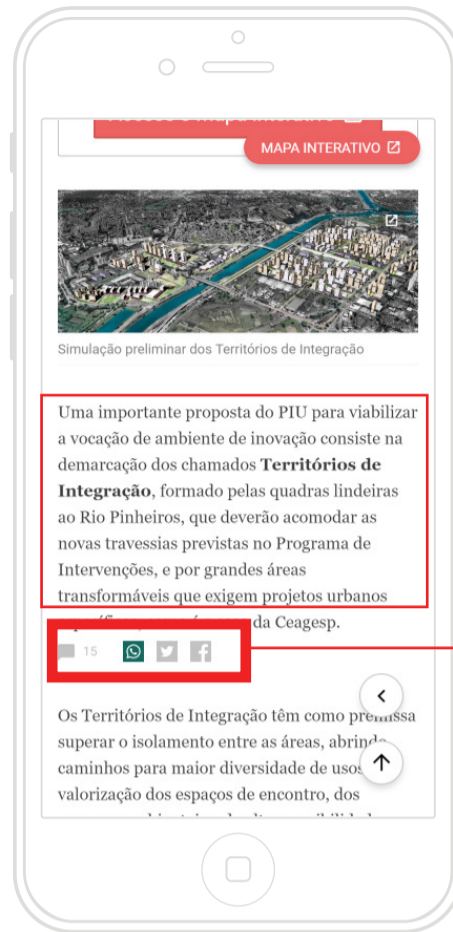 MAPA INTERATIVO
Simulação preliminar dos Territórios de Integração
Uma importante proposta do PIU para viabilizar
a vocação de ambiente de inovação consiste na
demarcação dos chamados Territórios de
Integração, formado pelas quadras lindeiras
ao Rio Pinheiros, que deverão acomodar as
novas travessias previstas no Programa de
Intervenções, e por grandes áreas
transformáveis que exigem projetos urbanos
da Ceagesp.
15
Os Territórios de Integração têm como premissa
superar o isolamento entre as áreas, abrindo
caminhos para maior diversidade de usos
valorização dos espaços de encontro, dos